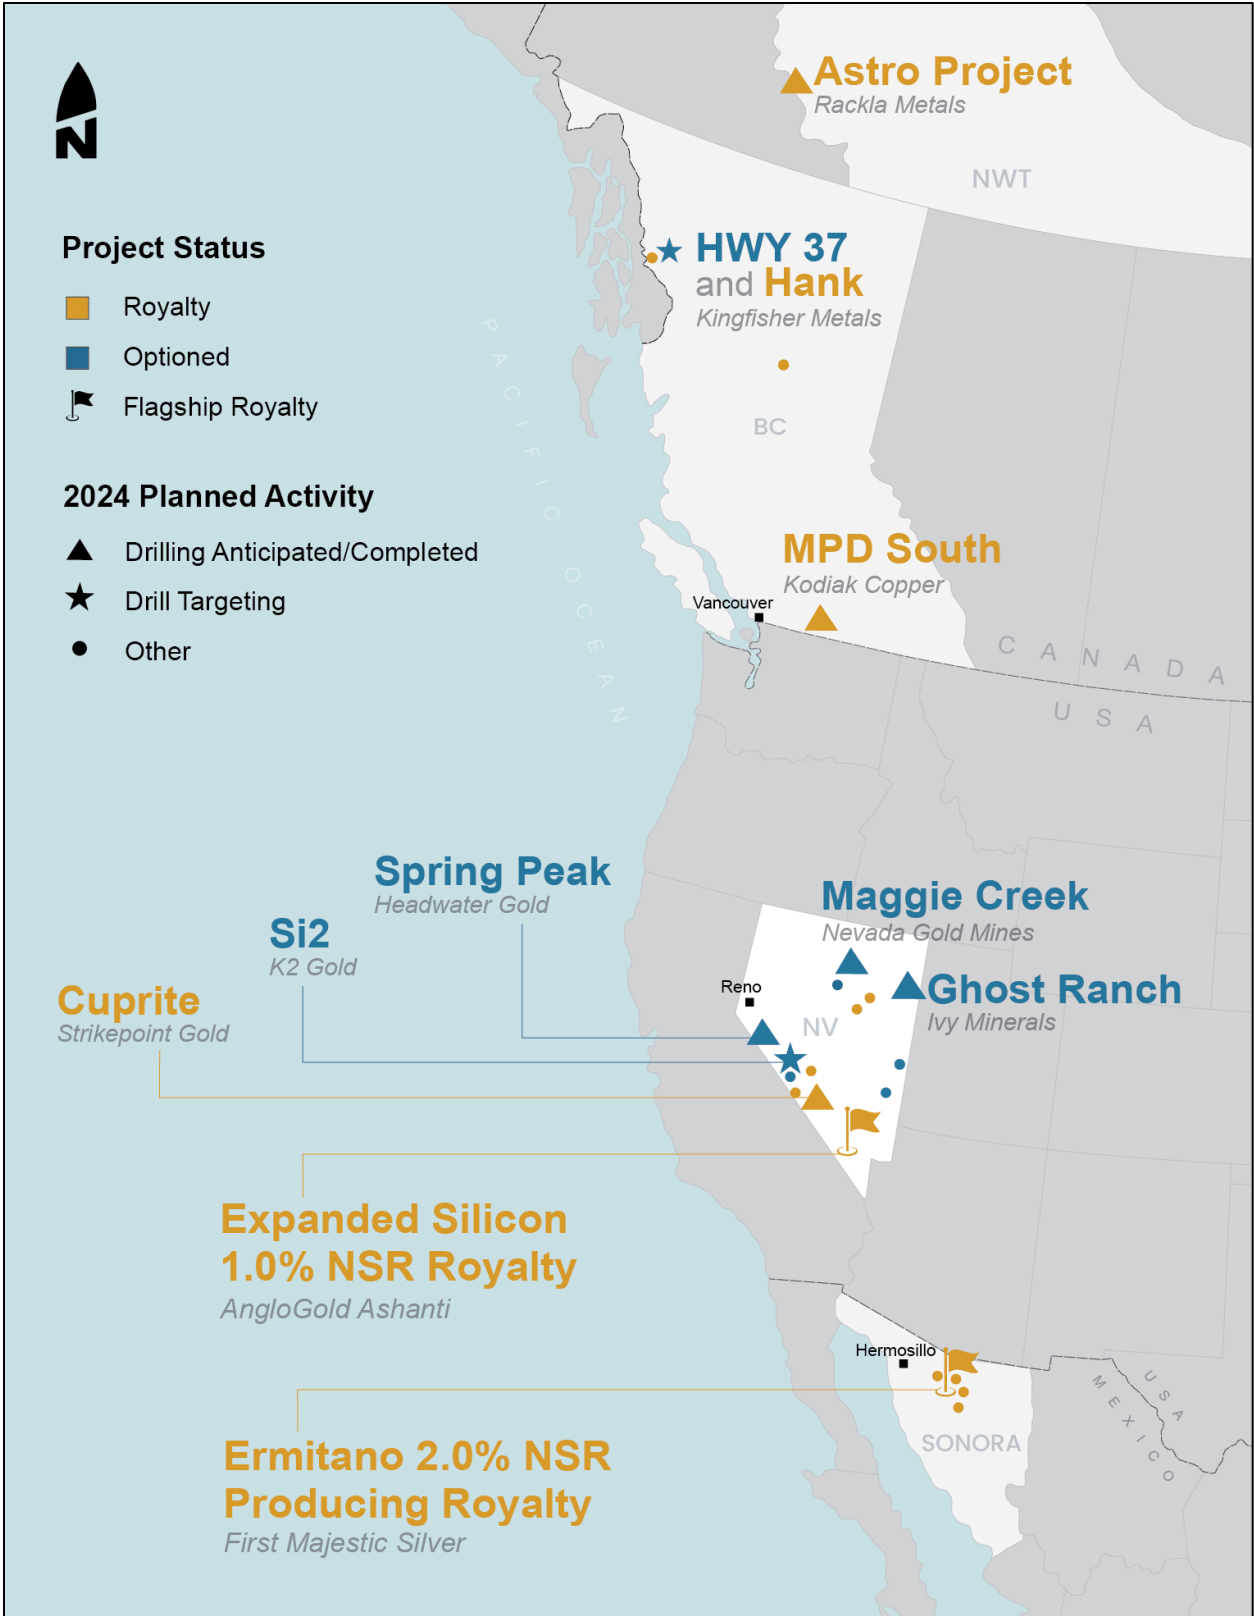 Astro Project
Rackla Metals
N
NWT
Project Status
Royalty
Optioned
Flagship Royalty
HWY 37
and Hank
Kingfisher Metals
PACIFIC OCEAN
BC
2024 Planned Activity
Drilling Anticipated/Completed
Drill Targeting
Other
MPD South
Kodiak Copper
Vancouver
CANADA
USA
Spring Peak
Headwater Gold
Maggie Creek
Nevada Gold Mines
Si2
K2 Gold
Reno
Ghost Ranch
Ivy Minerals
Cuprite
Strikepoint Gold
NV
Expanded Silicon
1.0% NSR Royalty
AngloGold Ashanti
Hermosillo
USA
MEXICO
SONORA
Ermitano 2.0% NSR
Producing Royalty
First Majestic Silver